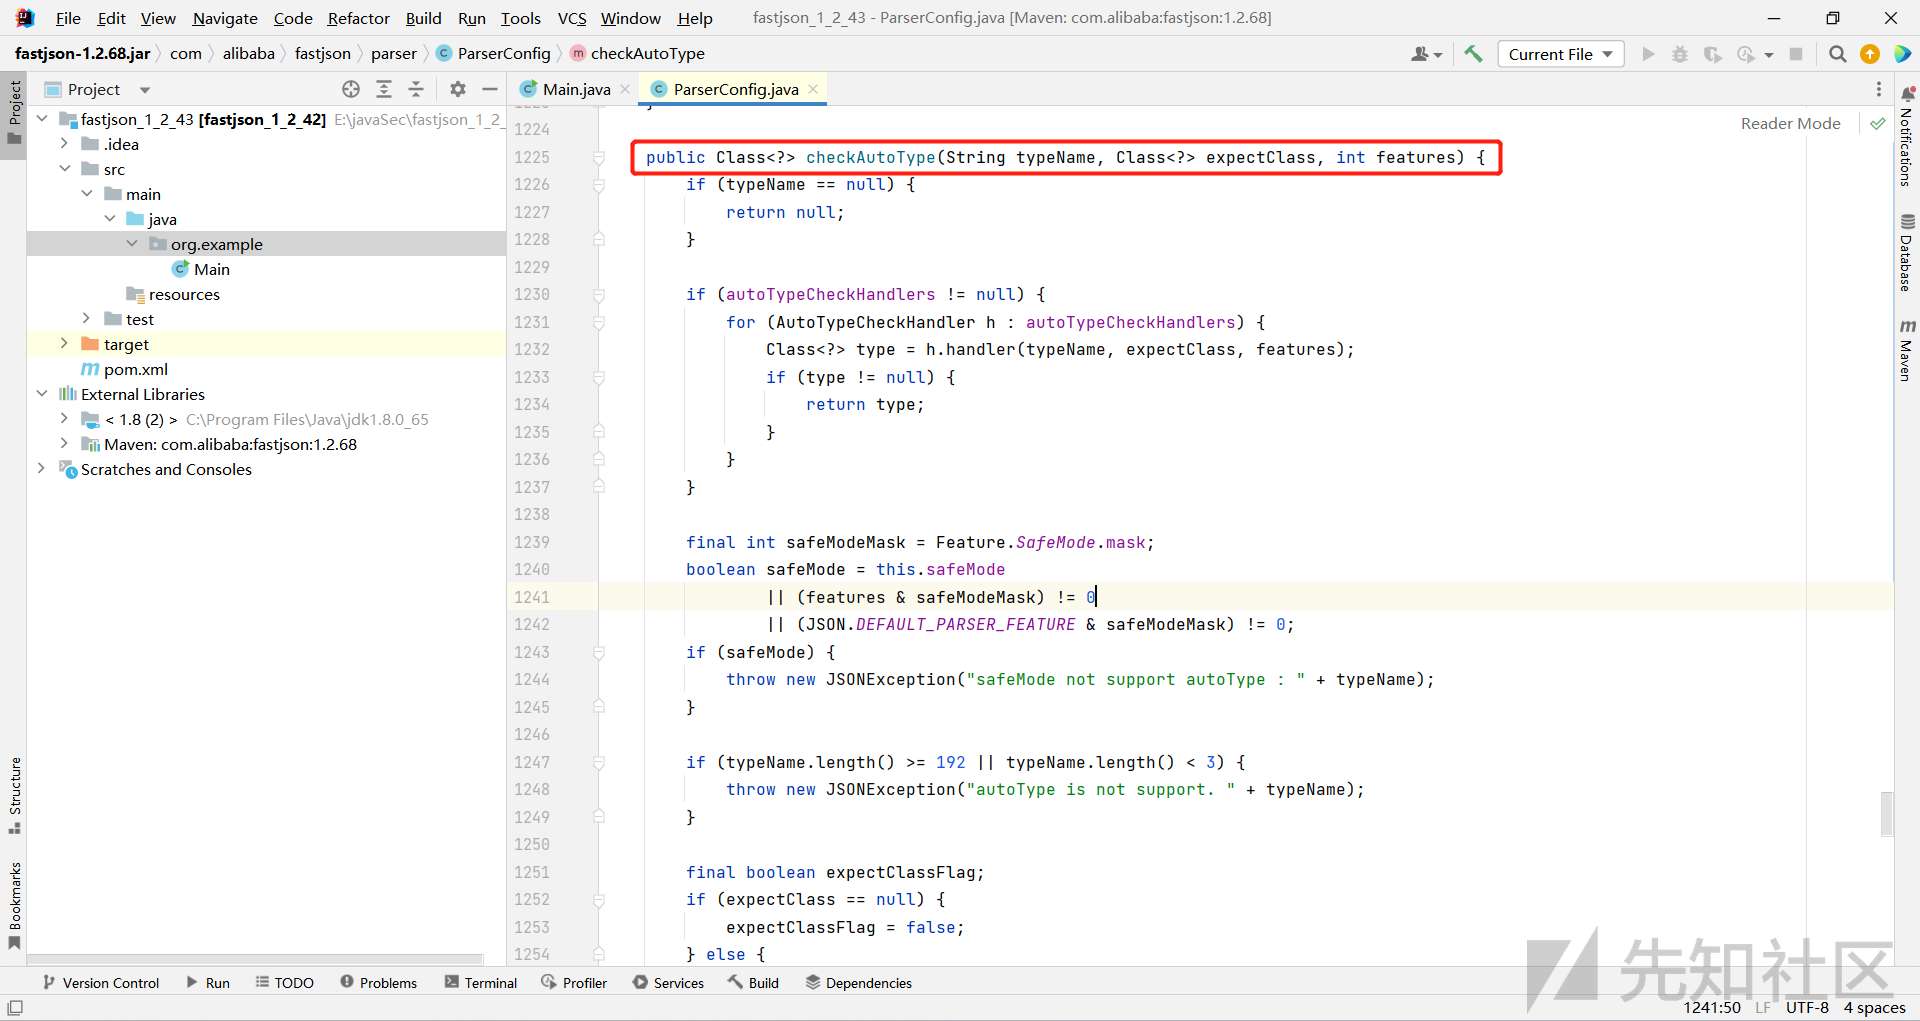 File Edit View Navigate Code Refactor Build Run Tools VCS Window Help fastjson_1_2_43 - ParserConfig.java [Maven: com.alibaba:fastjson:1.2.68]
fastjson-1.2.68.jar com alibaba fastjson parser ParserConfig checkAutoType Current File
Project
Main.java ParserConfig.java
Reader Mode
fastjson_1_2_43 [fastjson_1_2_42] E:\javaSec\fastjson_1_2_
.idea
src
main
java
org.example
Main
resources
test
target
pom.xml
External Libraries
< 1.8 (2) > C:\Program Files\Java\jdk1.8.0_65
Maven: com.alibaba:fastjson:1.2.68
Scratches and Consoles
Project
Structure
Bookmarks
1224
1225 public Class<?> checkAutoType(String typeName, Class<?> expectClass, int features) {
1226 if (typeName == null) {
1227 return null;
1228 }
1229
1230 if (autoTypeCheckHandlers != null) {
1231 for (AutoTypeCheckHandler h : autoTypeCheckHandlers) {
1232 Class<?> type = h.handler(typeName, expectClass, features);
1233 if (type != null) {
1234 return type;
1235 }
1236 }
1237 }
1238
1239 final int safeModeMask = Feature.SafeMode.mask;
1240 boolean safeMode = this.safeMode
1241 || (features & safeModeMask) != 0
1242 || (JSON.DEFAULT_PARSER_FEATURE & safeModeMask) != 0;
1243 if (safeMode) {
1244 throw new JSONException("safeMode not support autoType : " + typeName);
1245 }
1246
1247 if (typeName.length() >= 192 || typeName.length() < 3) {
1248 throw new JSONException("autoType is not support. " + typeName);
1249 }
1250
1251 final boolean expectClassFlag;
1252 if (expectClass == null) {
1253 expectClassFlag = false;
1254 } else {
Notifications
Database
Maven
Version Control Run TODO Problems Terminal Profiler Services Build Dependencies
先知社区
1241:50 LF UTF-8 4 spaces